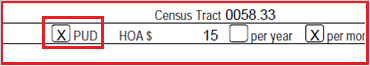 Census Tract 0058.33
X PUD HOA $ 15 per year X per mor